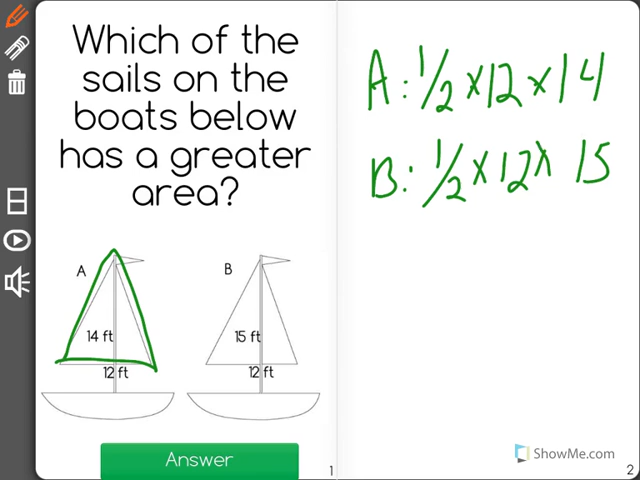 Which of the
sails on the
boats below
has a greater
area?
A
14 ft
12 ft
B
15 ft
12 ft
Answer
1
A: 1/2 × 12 × 14
B: 1/2 × 12 × 15
ShowMe.com
2